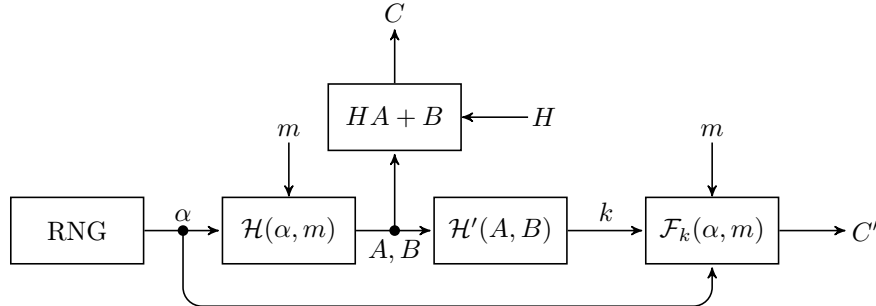 C
HA + B
H
m
m
RNG
α
ℋ(α, m)
A, B
ℋ′(A, B)
k
ℱₖ(α, m)
C′